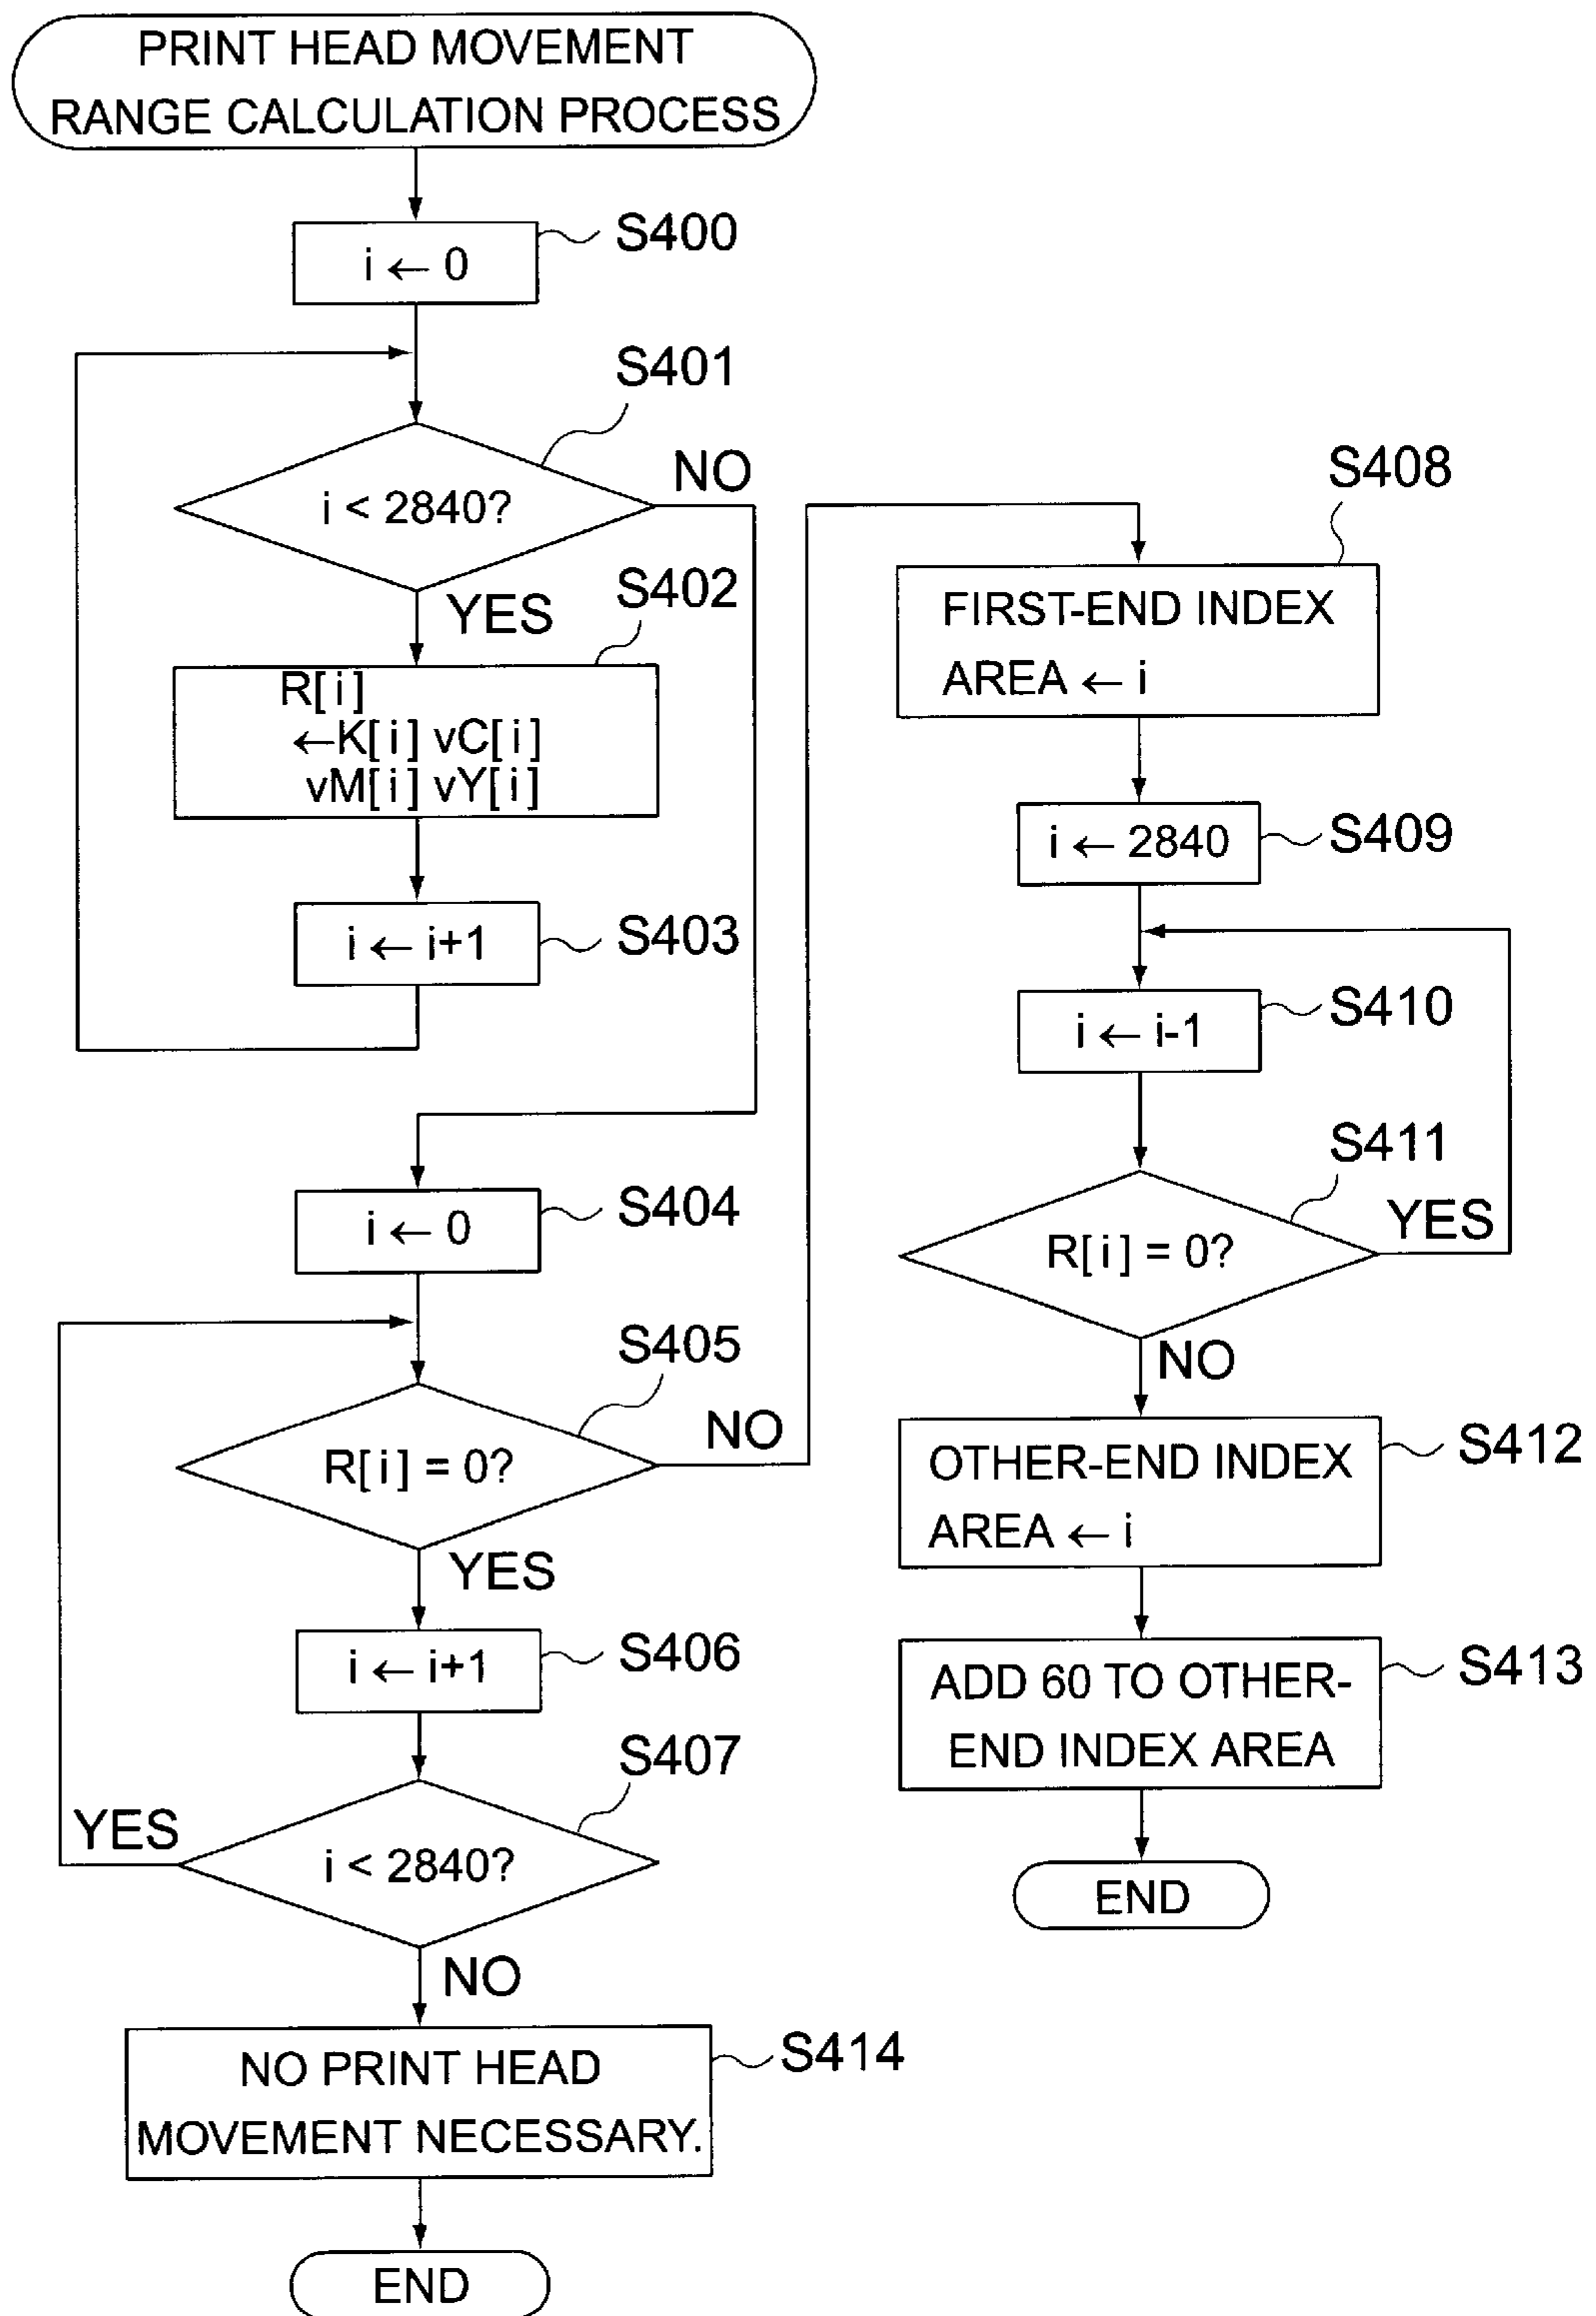 PRINT HEAD MOVEMENT
RANGE CALCULATION PROCESS
S400
i ← 0
S401
i < 2840?
NO
YES
S402
R[i]
←K[i] vC[i]
vM[i] vY[i]
S403
i ← i+1
S404
i ← 0
S405
R[i] = 0?
NO
YES
S406
i ← i+1
S407
YES
i < 2840?
NO
S414
NO PRINT HEAD
MOVEMENT NECESSARY.
END
S408
FIRST-END INDEX
AREA ← i
S409
i ← 2840
S410
i ← i-1
S411
R[i] = 0?
YES
NO
S412
OTHER-END INDEX
AREA ← i
S413
ADD 60 TO OTHER-
END INDEX AREA
END